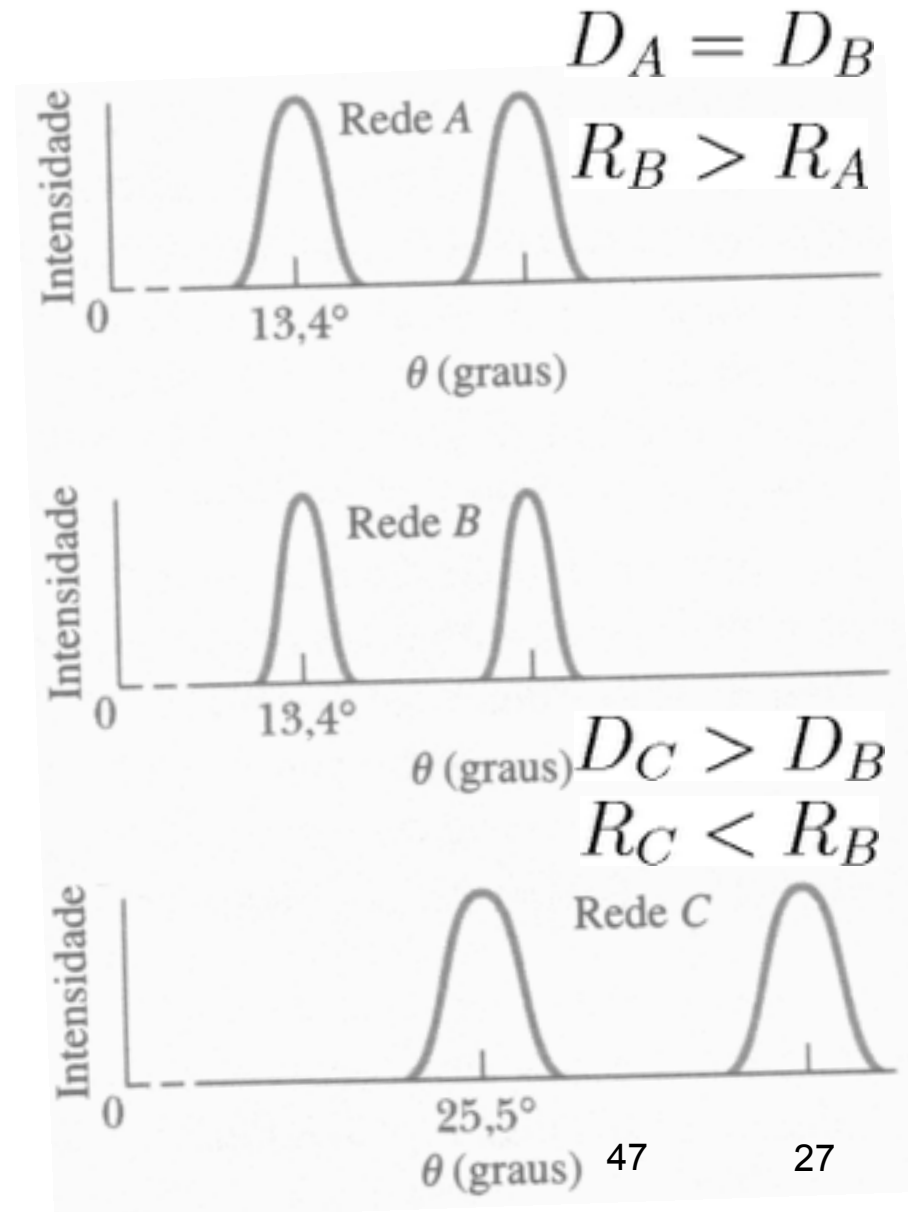 D_A = D_B
Intensidade
Rede A
R_B > R_A
0
13,4°
θ (graus)
Intensidade
Rede B
0
13,4°
θ (graus)
D_C > D_B
R_C < R_B
Intensidade
Rede C
0
25,5°
θ (graus)
47
27